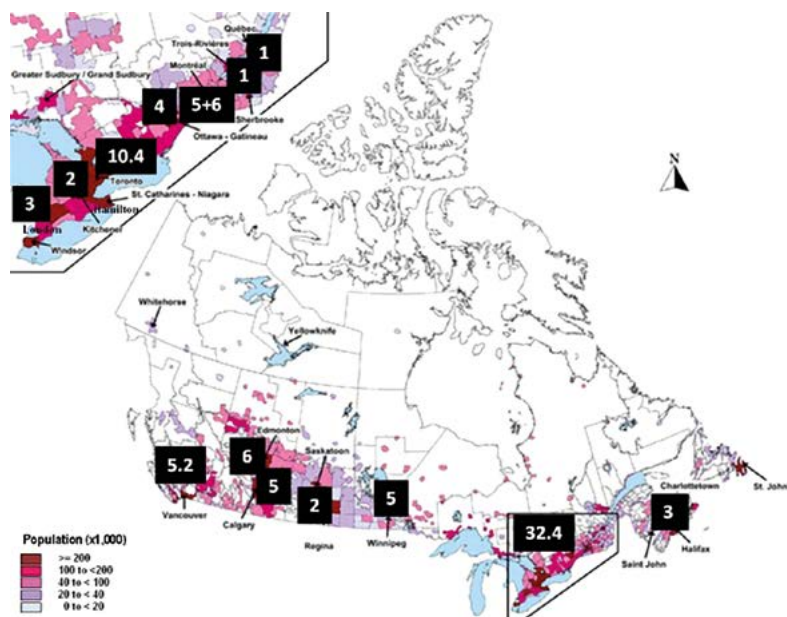 Québec
1
Trois-Rivières
Montréal
1
Greater Sudbury / Grand Sudbury
4
5+6
Sherbrooke
Ottawa - Gatineau
10.4
2
Toronto
3
St. Catharines - Niagara
Hamilton
London
Kitchener
Windsor
N
Whitehorse
Yellowknife
Edmonton
6
Saskatoon
5.2
5
2
5
Vancouver
Calgary
Regina
Winnipeg
32.4
Charlottetown
St. John
3
Halifax
Saint John
Population (x1,000)
>= 200
100 to <200
40 to < 100
20 to < 40
0 to < 20